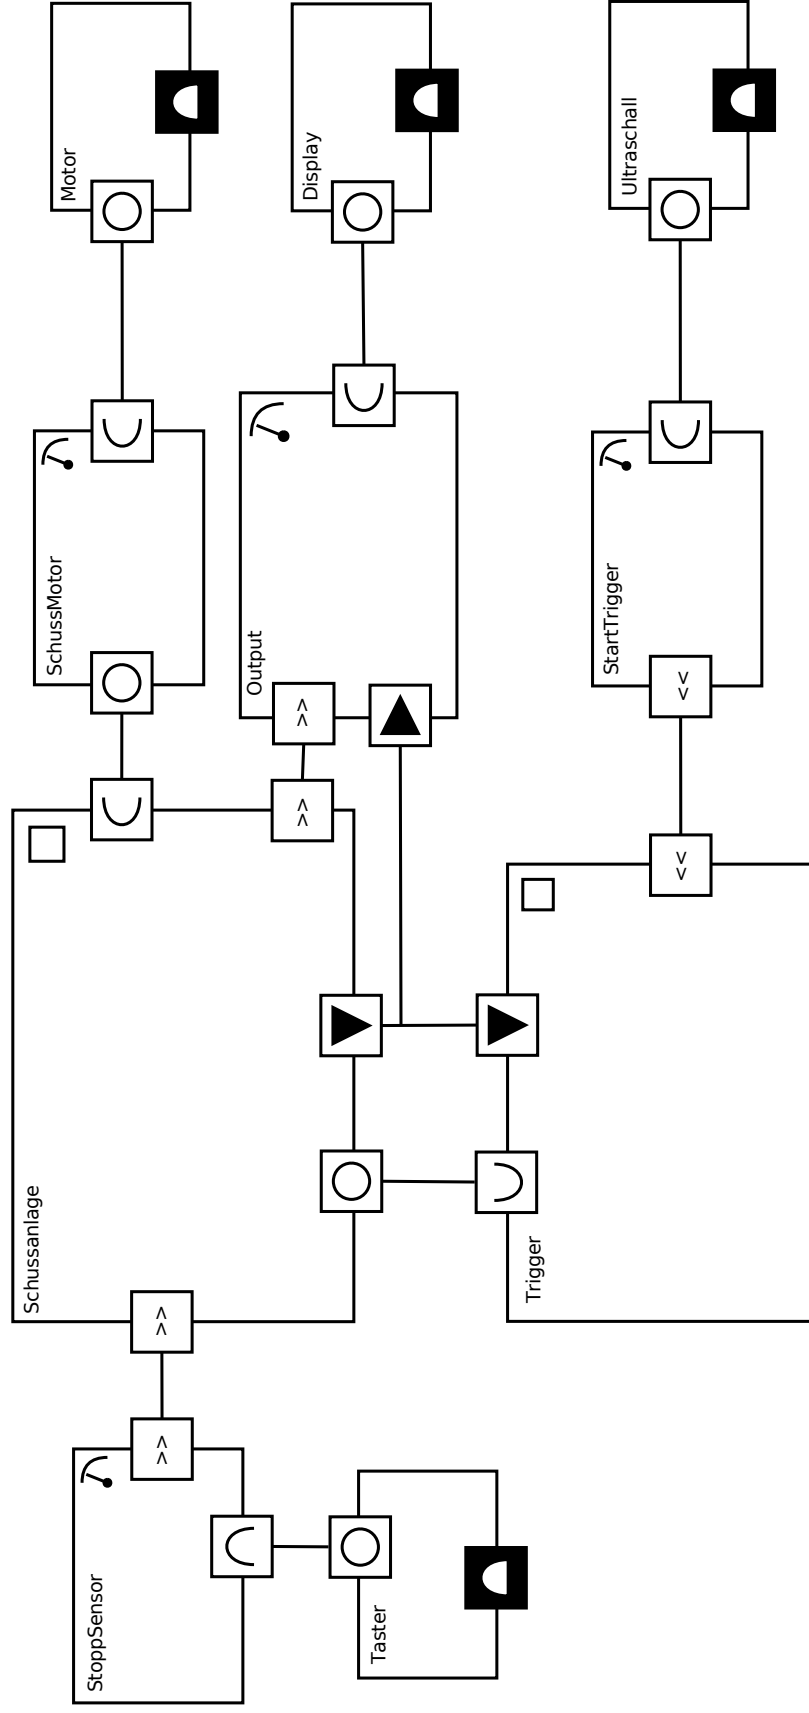 Schussanlage
SchussMotor
Motor
StoppSensor
>>
>>
Output
>>
>>
Display
Taster
Trigger
StartTrigger
Ultraschall
<<
<<